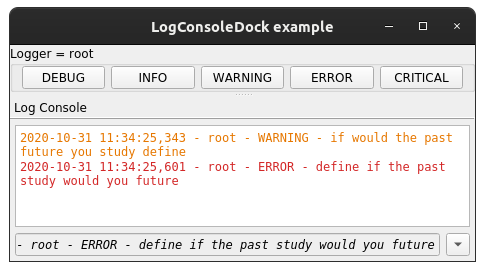 LogConsoleDock example
Logger = root
DEBUG INFO WARNING ERROR CRITICAL
Log Console
2020-10-31 11:34:25,343 - root - WARNING - if would the past
future you study define
2020-10-31 11:34:25,601 - root - ERROR - define if the past
study would you future
- root - ERROR - define if the past study would you future